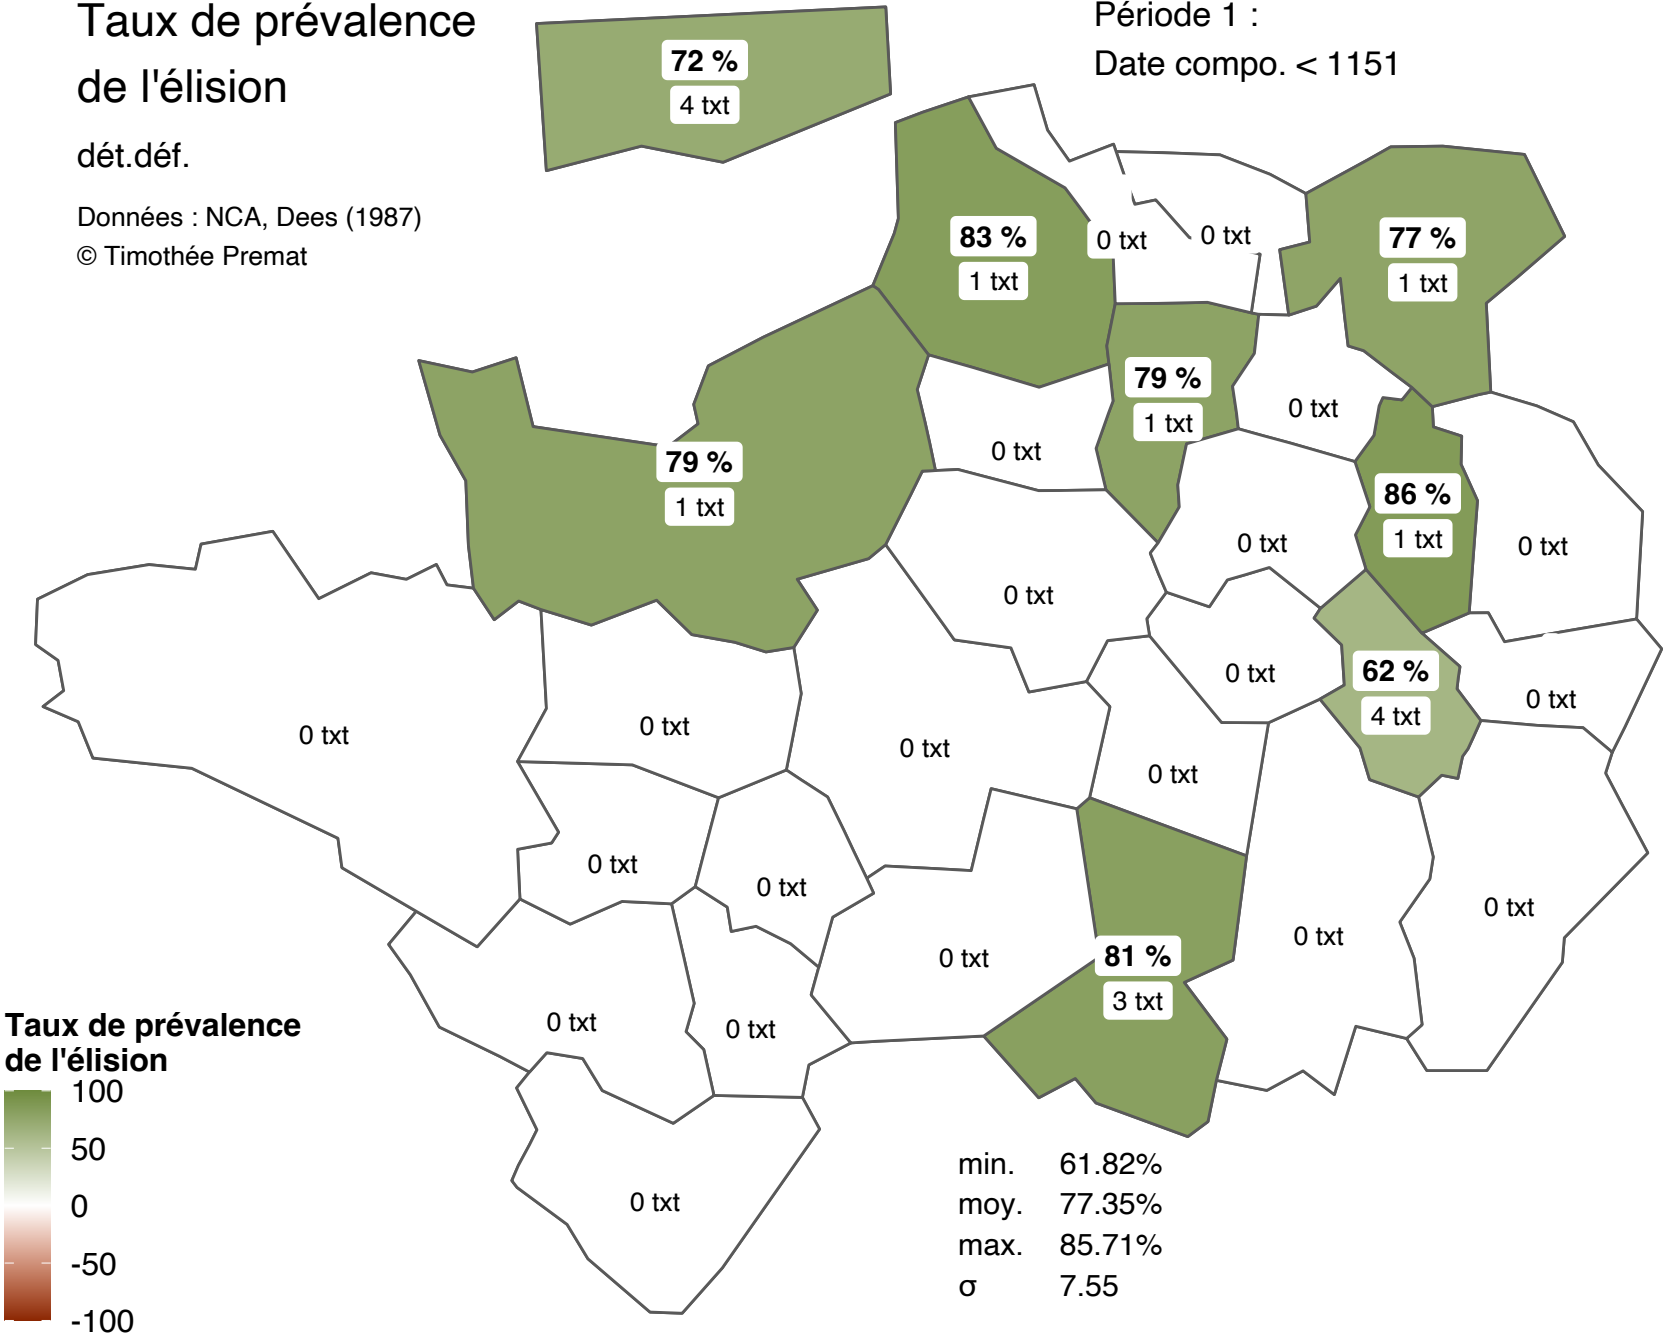 Taux de prévalence
de l'élision
dét.déf.
Données : NCA, Dees (1987)
© Timothée Premat
Période 1 :
Date compo. < 1151
72 %
4 txt
83 %
1 txt
0 txt
0 txt
77 %
1 txt
79 %
1 txt
0 txt
0 txt
79 %
1 txt
86 %
1 txt
0 txt
0 txt
0 txt
0 txt
62 %
4 txt
0 txt
0 txt
0 txt
0 txt
0 txt
0 txt
0 txt
0 txt
0 txt
0 txt
81 %
3 txt
0 txt
0 txt
0 txt
0 txt
Taux de prévalence
de l'élision
100
50
0
-50
-100
min. 61.82%
moy. 77.35%
max. 85.71%
σ 7.55